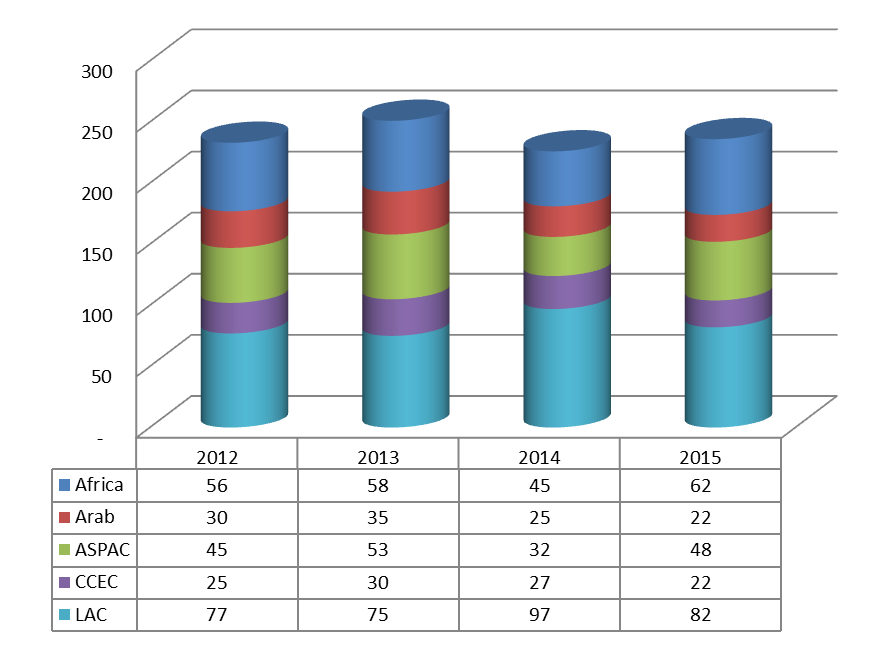 300
250
200
150
100
50
-
2012 2013 2014 2015
Africa 56 58 45 62
Arab 30 35 25 22
ASPAC 45 53 32 48
CCEC 25 30 27 22
LAC 77 75 97 82